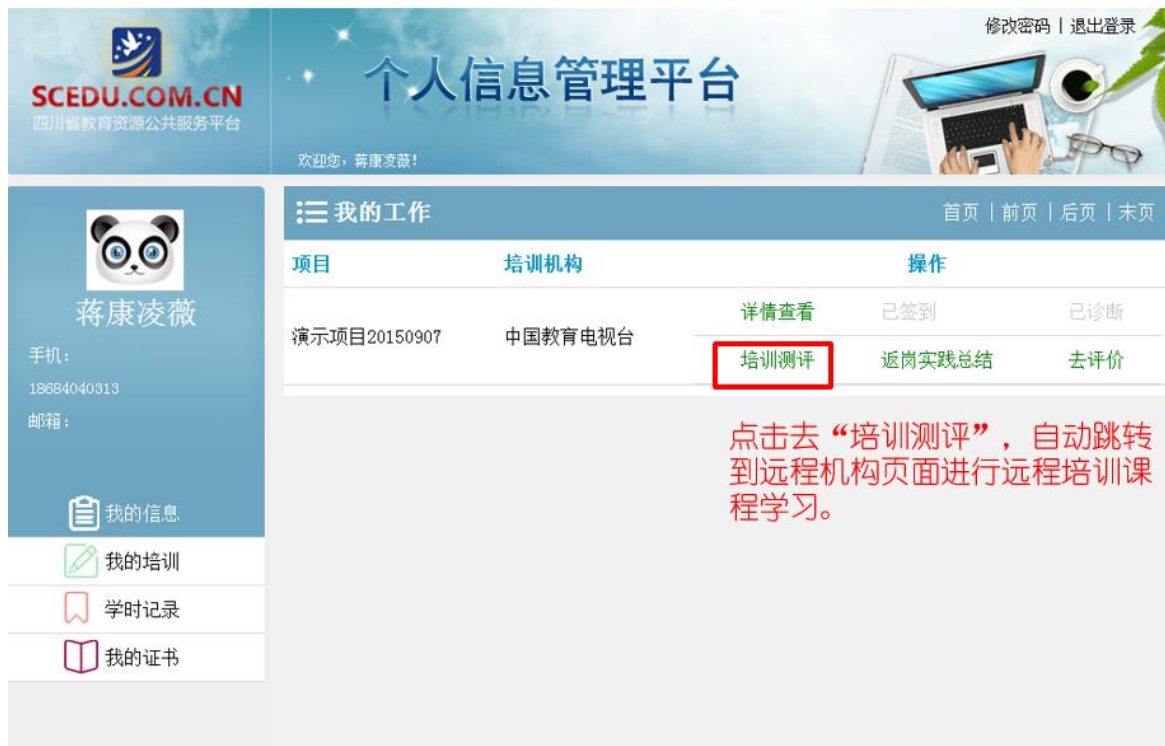 修改密码 | 退出登录
SCEDU.COM.CN
四川省教育资源公共服务平台
个人信息管理平台
欢迎您，蒋康凌薇!
蒋康凌薇
手机：
18684040313
邮箱：
我的信息
我的培训
学时记录
我的证书
我的工作
首页 | 前页 | 后页 | 末页
项目 培训机构 操作
详情查看 已签到 已诊断
演示项目20150907 中国教育电视台
培训测评 返岗实践总结 去评价
点击去“培训测评”，自动跳转
到远程机构页面进行远程培训课
程学习。